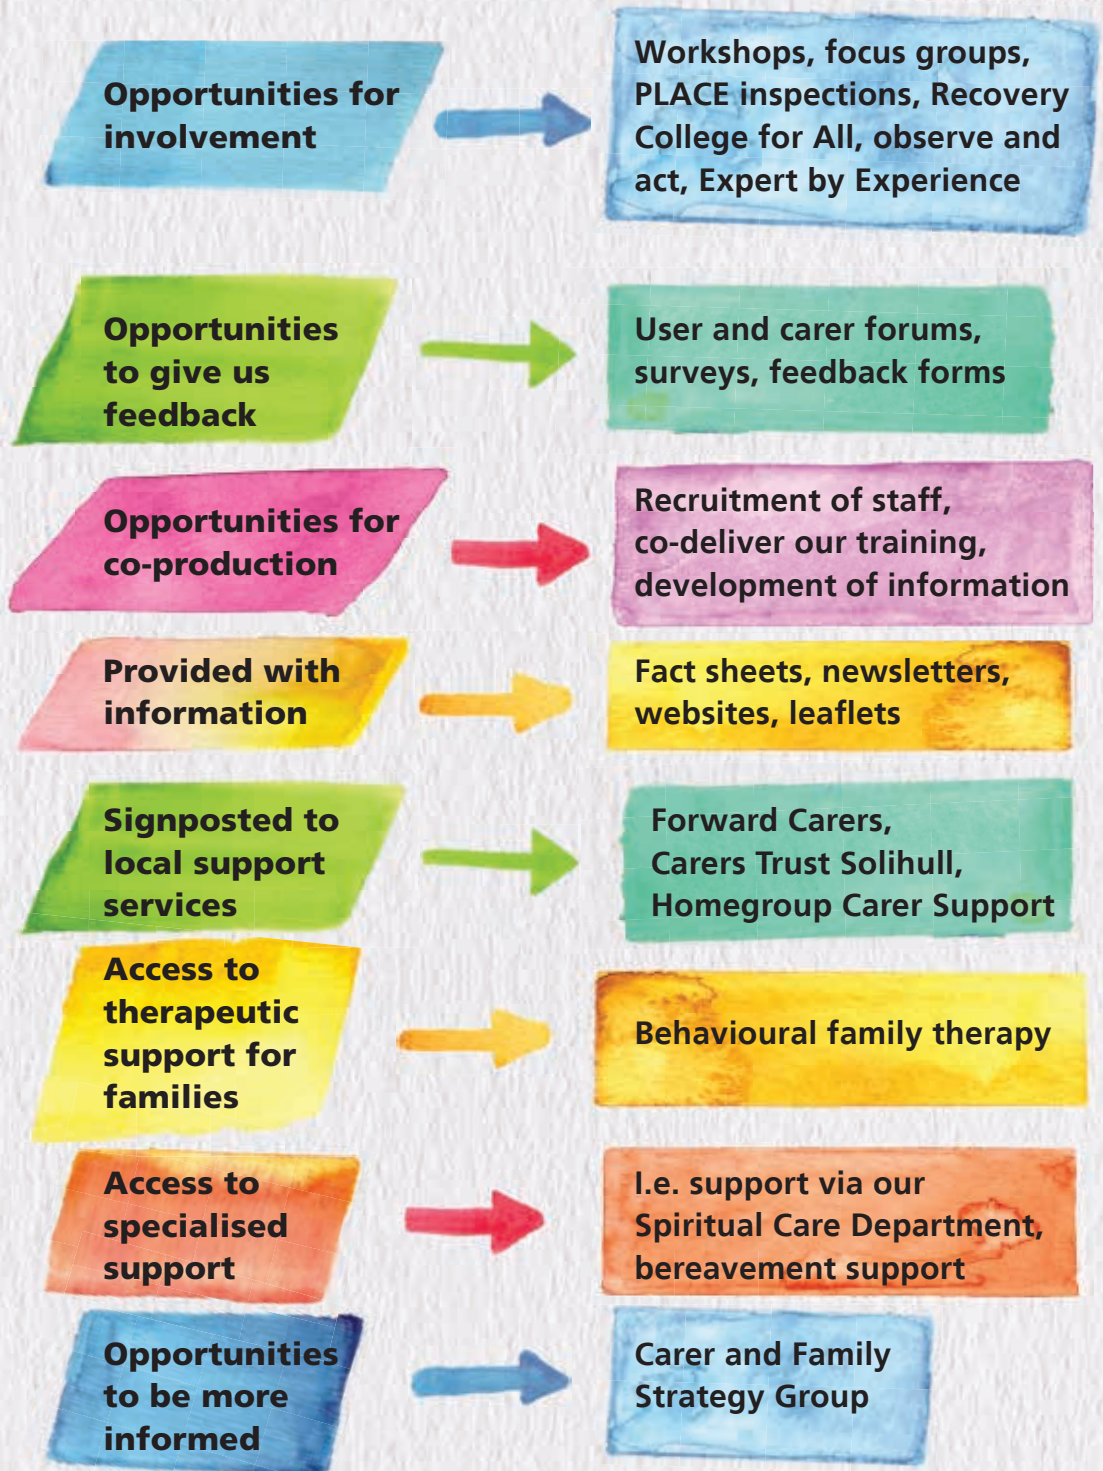 Opportunities for
involvement
Workshops, focus groups,
PLACE inspections, Recovery
College for All, observe and
act, Expert by Experience
Opportunities
to give us
feedback
User and carer forums,
surveys, feedback forms
Opportunities for
co-production
Recruitment of staff,
co-deliver our training,
development of information
Provided with
information
Fact sheets, newsletters,
websites, leaflets
Signposted to
local support
services
Forward Carers,
Carers Trust Solihull,
Homegroup Carer Support
Access to
therapeutic
support for
families
Behavioural family therapy
Access to
specialised
support
I.e. support via our
Spiritual Care Department,
bereavement support
Opportunities
to be more
informed
Carer and Family
Strategy Group